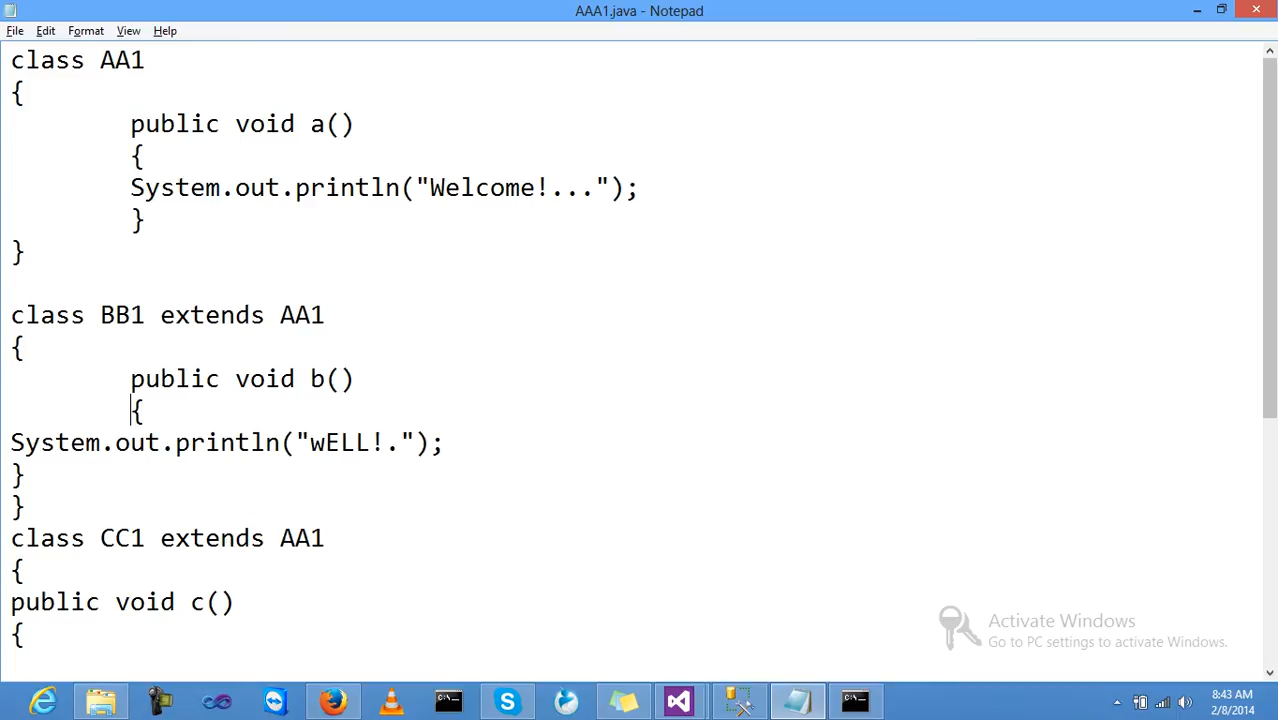 AAA1.java - Notepad
File Edit Format View Help
class AA1
{
public void a()
{
System.out.println("Welcome!...");
}
}
class BB1 extends AA1
{
public void b()
{
System.out.println("wELL!.");
}
}
class CC1 extends AA1
{
public void c()
{
Activate Windows
Go to PC settings to activate Windows.
8:43 AM
2/8/2014